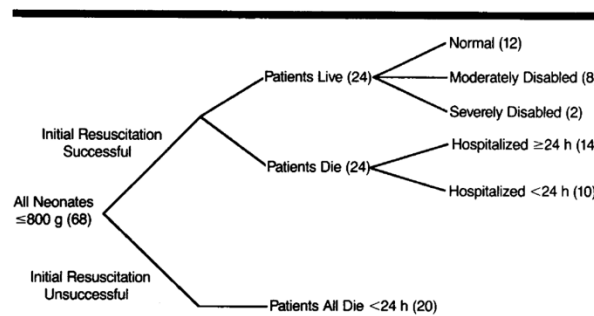 Normal (12)
Patients Live (24)
Moderately Disabled (8
Severely Disabled (2)
Initial Resuscitation
Successful
Hospitalized ≥24 h (14
Patients Die (24)
Hospitalized <24 h (10)
All Neonates
≤800 g (68)
Initial Resuscitation
Unsuccessful
Patients All Die <24 h (20)